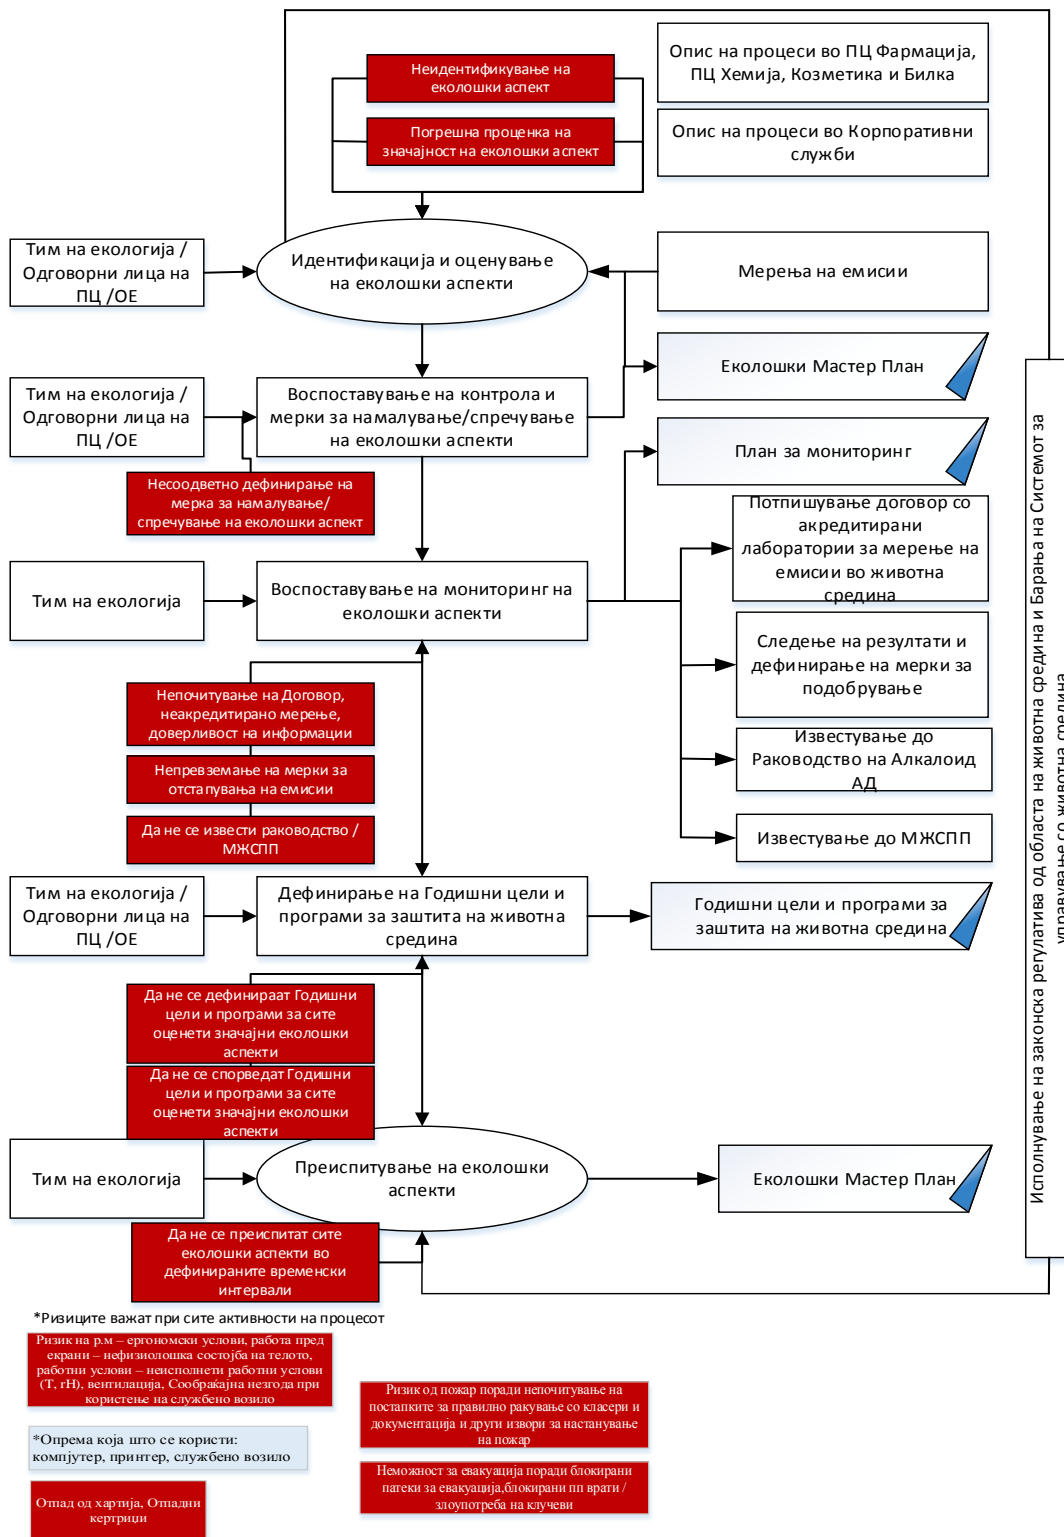 Неидентификување на
еколошки аспект
Опис на процеси во ПЦ Фармација,
ПЦ Хемија, Козметика и Билка
Погрешна проценка на
значајност на еколошки аспект
Опис на процеси во Корпоративни
служби
Тим на екологија /
Одговорни лица на
ПЦ /ОЕ
Идентификација и оценување
на еколошки аспекти
Мерења на емисии
Еколошки Мастер План
Тим на екологија /
Одговорни лица на
ПЦ /ОЕ
Воспоставување на контрола и
мерки за намалување/спречување
на еколошки аспекти
План за мониторинг
Несоодветно дефинирање на
мерка за намалување/
спречување на еколошки аспект
Потпишување договор со
акредитирани
лаборатории за мерење на
емисии во животна
средина
Тим на екологија
Воспоставување на мониторинг на
еколошки аспекти
Следење на резултати и
дефинирање на мерки за
подобрување
Непочитување на Договор,
неакредитирано мерење,
доверливост на информации
Известување до
Раководство на Алкалоид
АД
Непревземање на мерки за
отстапувања на емисии
Да не се извести раководство /
МЖСПП
Известување до МЖСПП
Тим на екологија /
Одговорни лица на
ПЦ /ОЕ
Дефинирање на Годишни цели и
програми за заштита на животна
средина
Годишни цели и програми за
заштита на животна средина
Да не се дефинираат Годишни
цели и програми за сите
оценети значајни еколошки
аспекти
Да не се спорведат Годишни
цели и програми за сите
оценети значајни еколошки
аспекти
Тим на екологија
Преиспитување на еколошки
аспекти
Еколошки Мастер План
Да не се преиспитат сите
еколошки аспекти во
дефинираните временски
интервали
Исполнување на законска регулатива од областа на животна средина и Барања на Системот за
управување со животна средина
*Ризиците важат при сите активности на процесот
Ризик на р.м – ергономски услови, работа пред
екрани – нефизиолошка состојба на телото,
работни услови – неисполнети работни услови
(T, rH), вентилација, Сообраќајна незгода при
користење на службено возило
Ризик од пожар поради непочитување на
постапките за правилно ракување со класери и
документација и други извори за настанување
на пожар
*Опрема која што се користи:
компјутер, принтер, службено возило
Неможност за евакуација поради блокирани
патеки за евакуација,блокирани пп врати /
злоупотреба на клучеви
Отпад од хартија, Отпадни
кертриџи